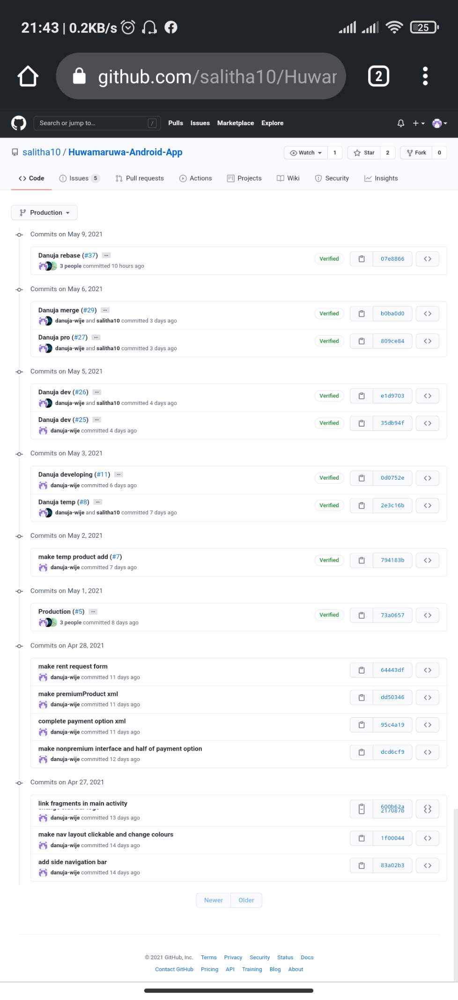 21:43 | 0.2KB/s
25
github.com/salitha10/Huwar
2
Search or jump to... /
Pulls Issues Marketplace Explore
salitha10 / Huwamaruwa-Android-App
Watch 1 Star 2 Fork 0
Code Issues 5 Pull requests Actions Projects Wiki Security Insights
Production
Commits on May 9, 2021
Danuja rebase (#37) ...
Verified 07e8866
3 people committed 10 hours ago
Commits on May 6, 2021
Danuja merge (#29) ...
Verified b0ba0d0
danuja-wije and salitha10 committed 3 days ago
Danuja pro (#27) ...
Verified 809ce84
danuja-wije and salitha10 committed 3 days ago
Commits on May 5, 2021
Danuja dev (#26) ...
Verified e1d9703
danuja-wije and salitha10 committed 4 days ago
Danuja dev (#25) ...
Verified 35db94f
danuja-wije committed 4 days ago
Commits on May 3, 2021
Danuja developing (#11) ...
Verified 0d0752e
danuja-wije committed 6 days ago
Danuja temp (#8) ...
Verified 2e3c16b
danuja-wije and salitha10 committed 7 days ago
Commits on May 2, 2021
make temp product add (#7)
Verified 794183b
danuja-wije committed 7 days ago
Commits on May 1, 2021
Production (#5) ...
Verified 73a0657
3 people committed 8 days ago
Commits on Apr 28, 2021
make rent request form
64443df
danuja-wije committed 11 days ago
make premiumProduct xml
dd50346
danuja-wije committed 11 days ago
complete payment option xml
95c4a19
danuja-wije committed 11 days ago
make nonpremium interface and half of payment option
dcd6cf9
danuja-wije committed 12 days ago
Commits on Apr 27, 2021
link fragments in main activity
600b62a
217087b
danuja-wije committed 13 days ago
make nav layout clickable and change colours
1f00044
danuja-wije committed 14 days ago
add side navigation bar
83a02b3
danuja-wije committed 14 days ago
Newer Older
© 2021 GitHub, Inc. Terms Privacy Security Status Docs
Contact GitHub Pricing API Training Blog About